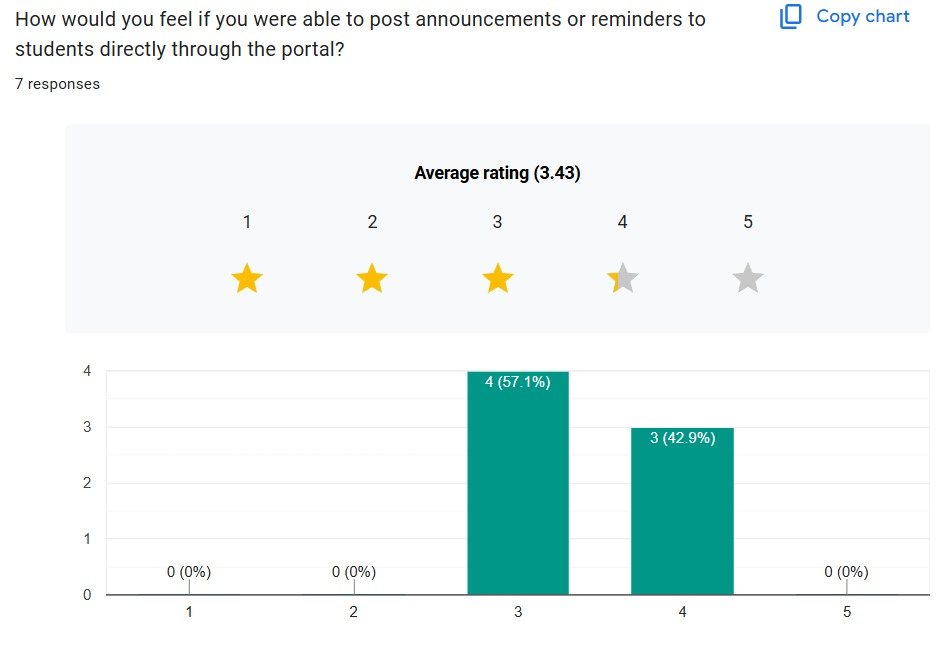 How would you feel if you were able to post announcements or reminders to
students directly through the portal?
Copy chart
7 responses
Average rating (3.43)
1 2 3 4 5
4
3
2
1
0
4 (57.1%)
3 (42.9%)
0 (0%) 0 (0%) 0 (0%)
1 2 3 4 5